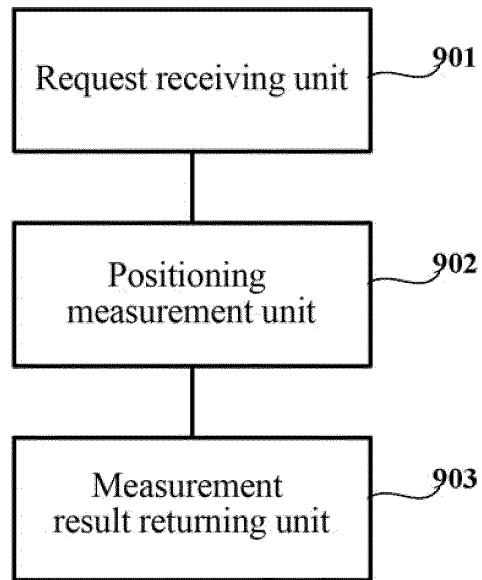 901
Request receiving unit
902
Positioning
measurement unit
903
Measurement
result returning unit